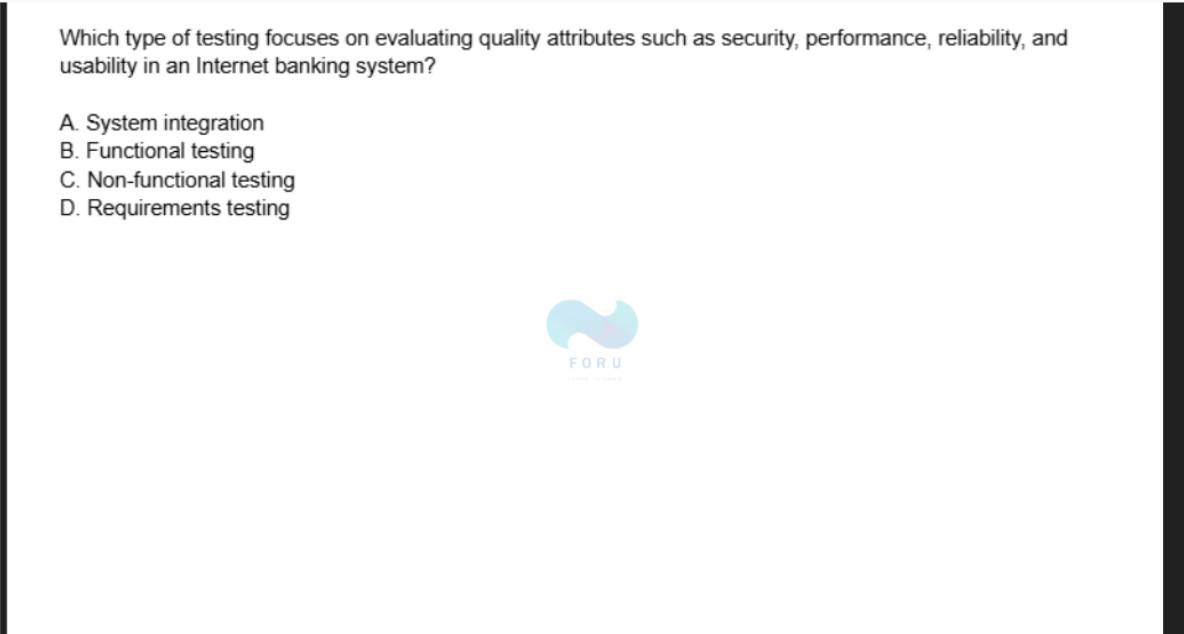 Which type of testing focuses on evaluating quality attributes such as security, performance, reliability, and
usability in an Internet banking system?
A. System integration
B. Functional testing
C. Non-functional testing
D. Requirements testing
FORU